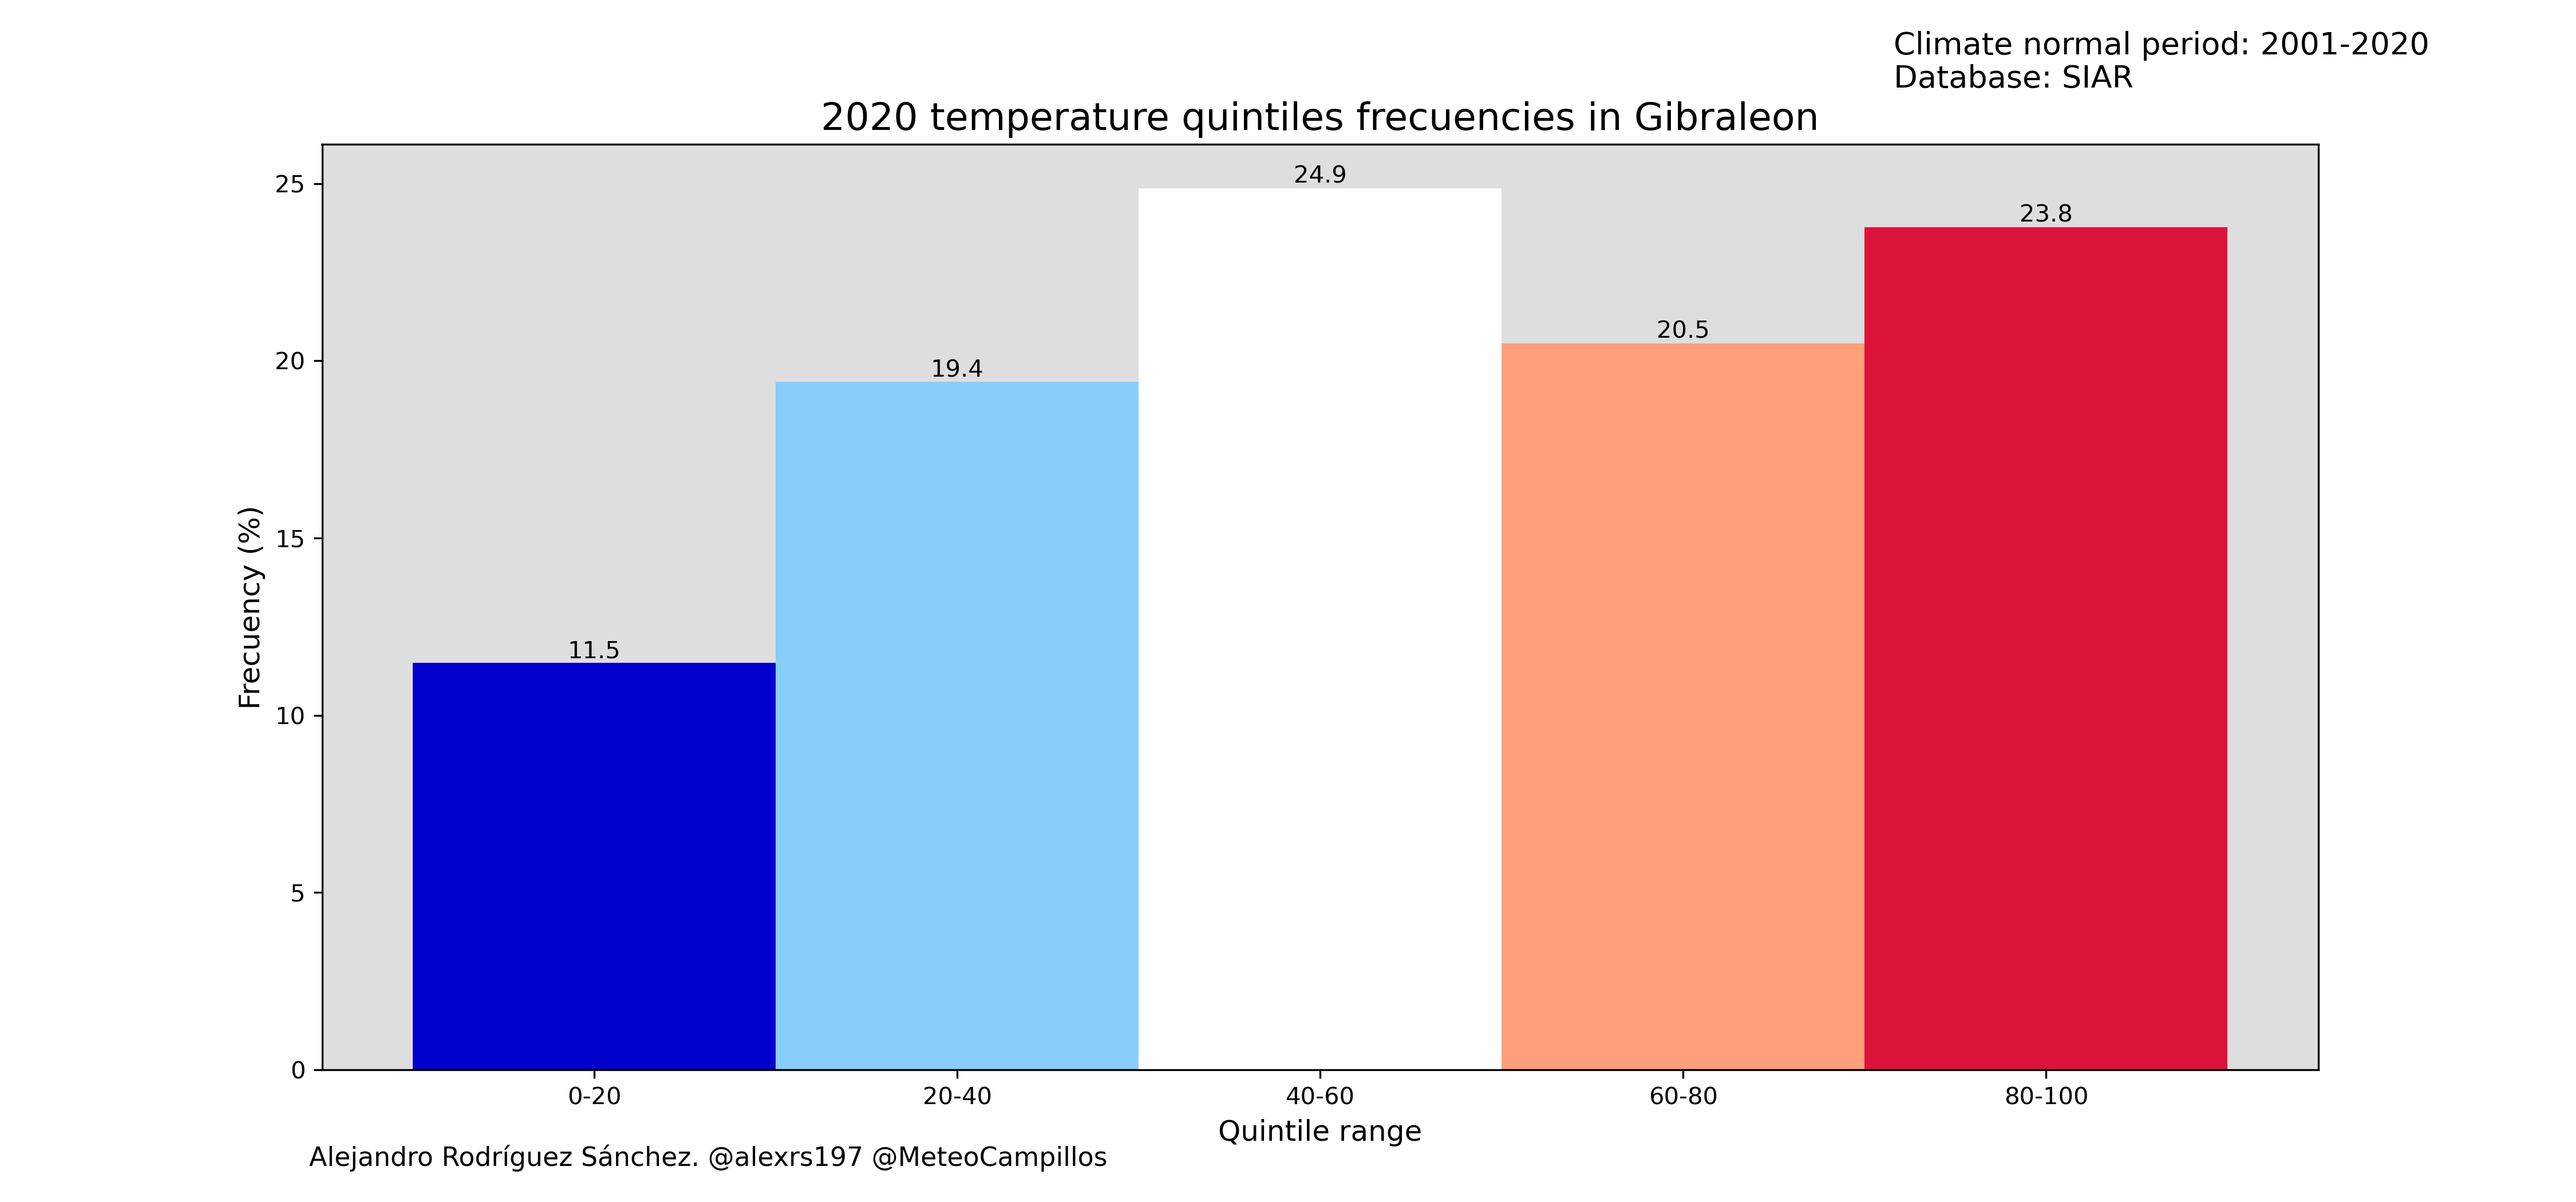 Climate normal period: 2001-2020
Database: SIAR
2020 temperature quintiles frecuencies in Gibraleon
Frecuency (%)
25
20
15
10
5
0
11.5
19.4
24.9
20.5
23.8
0-20
20-40
40-60
60-80
80-100
Quintile range
Alejandro Rodríguez Sánchez. @alexrs197 @MeteoCampillos